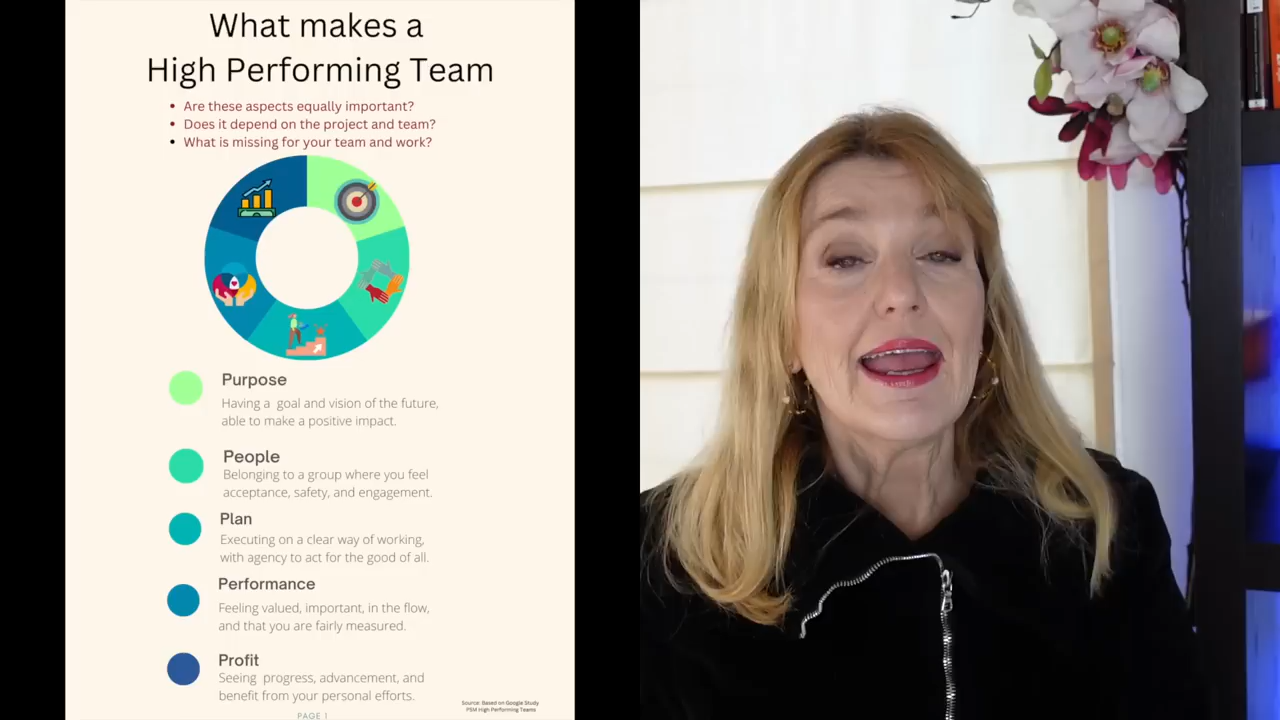 What makes a
High Performing Team
Are these aspects equally important?
Does it depend on the project and team?
What is missing for your team and work?
Purpose
Having a goal and vision of the future,
able to make a positive impact.
People
Belonging to a group where you feel
acceptance, safety, and engagement.
Plan
Executing on a clear way of working,
with agency to act for the good of all.
Performance
Feeling valued, important, in the flow,
and that you are fairly measured.
Profit
Seeing progress, advancement, and
benefit from your personal efforts.
Source: Based on Google Study
PSM High Performing Teams
PAGE 1